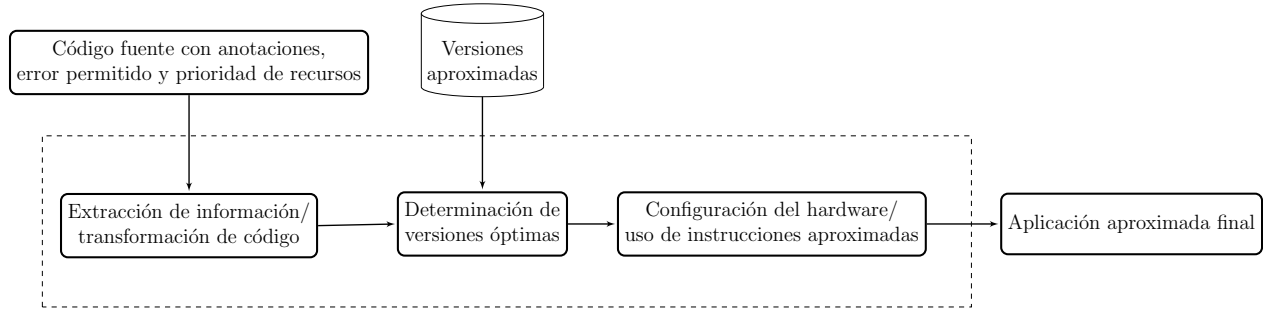 Código fuente con anotaciones,
error permitido y prioridad de recursos
Versiones
aproximadas
Extracción de información/
transformación de código
Determinación de
versiones óptimas
Configuración del hardware/
uso de instrucciones aproximadas
Aplicación aproximada final